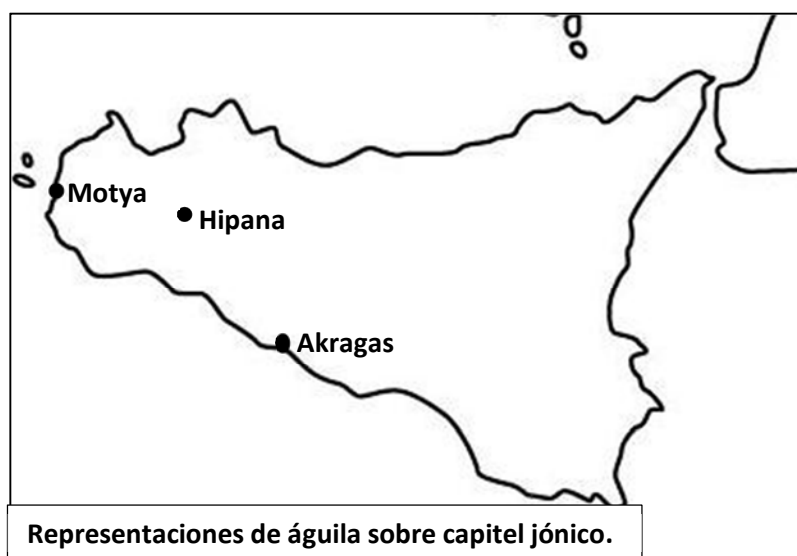 Motya
Hipana
Akragas
Representaciones de águila sobre capitel jónico.